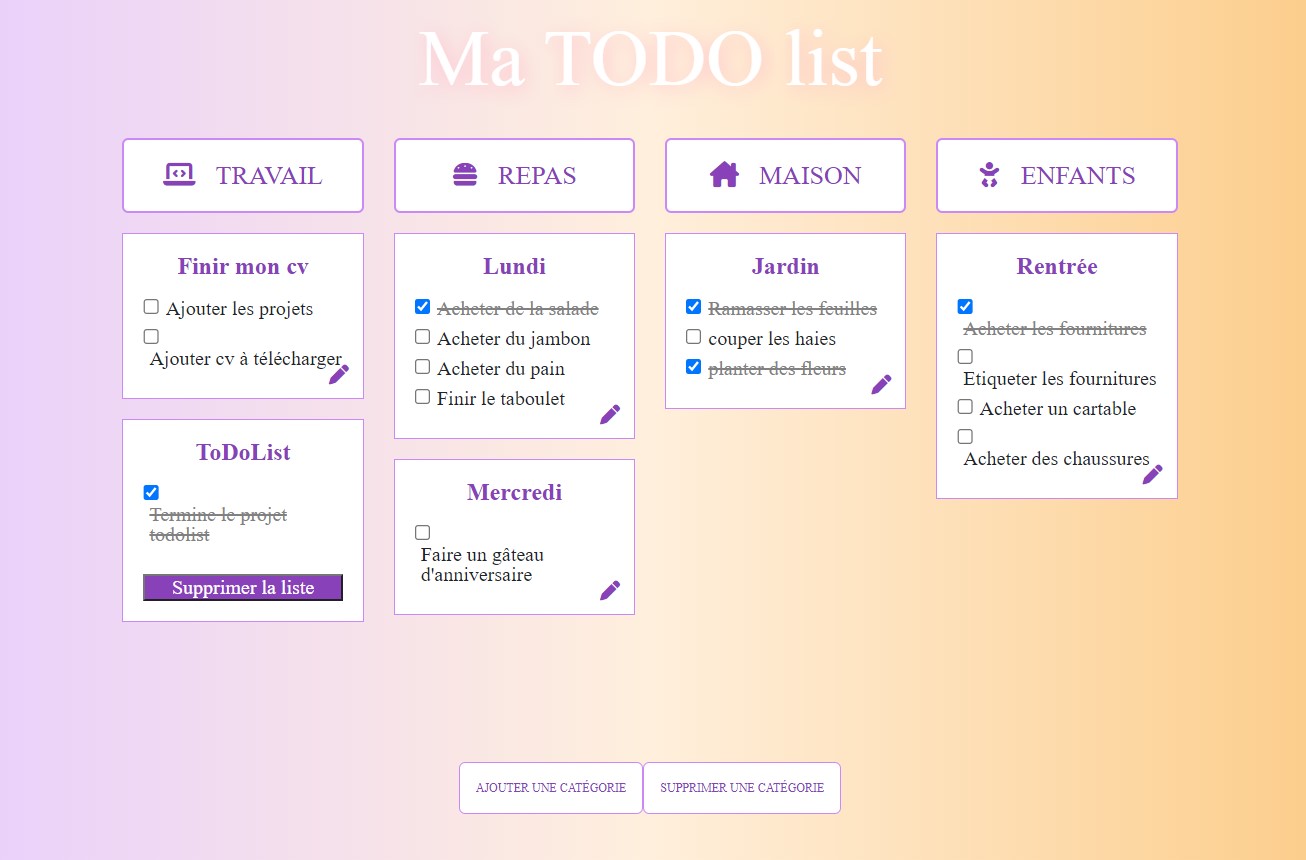 Ma TODO list
TRAVAIL
Finir mon cv
Ajouter les projets
Ajouter cv à télécharger
ToDoList
Termine le projet
todolist
Supprimer la liste
REPAS
Lundi
Acheter de la salade
Acheter du jambon
Acheter du pain
Finir le taboulet
Mercredi
Faire un gâteau
d'anniversaire
MAISON
Jardin
Ramasser les feuilles
couper les haies
planter des fleurs
ENFANTS
Rentrée
Acheter les fournitures
Etiqueter les fournitures
Acheter un cartable
Acheter des chaussures
AJOUTER UNE CATÉGORIE
SUPPRIMER UNE CATÉGORIE